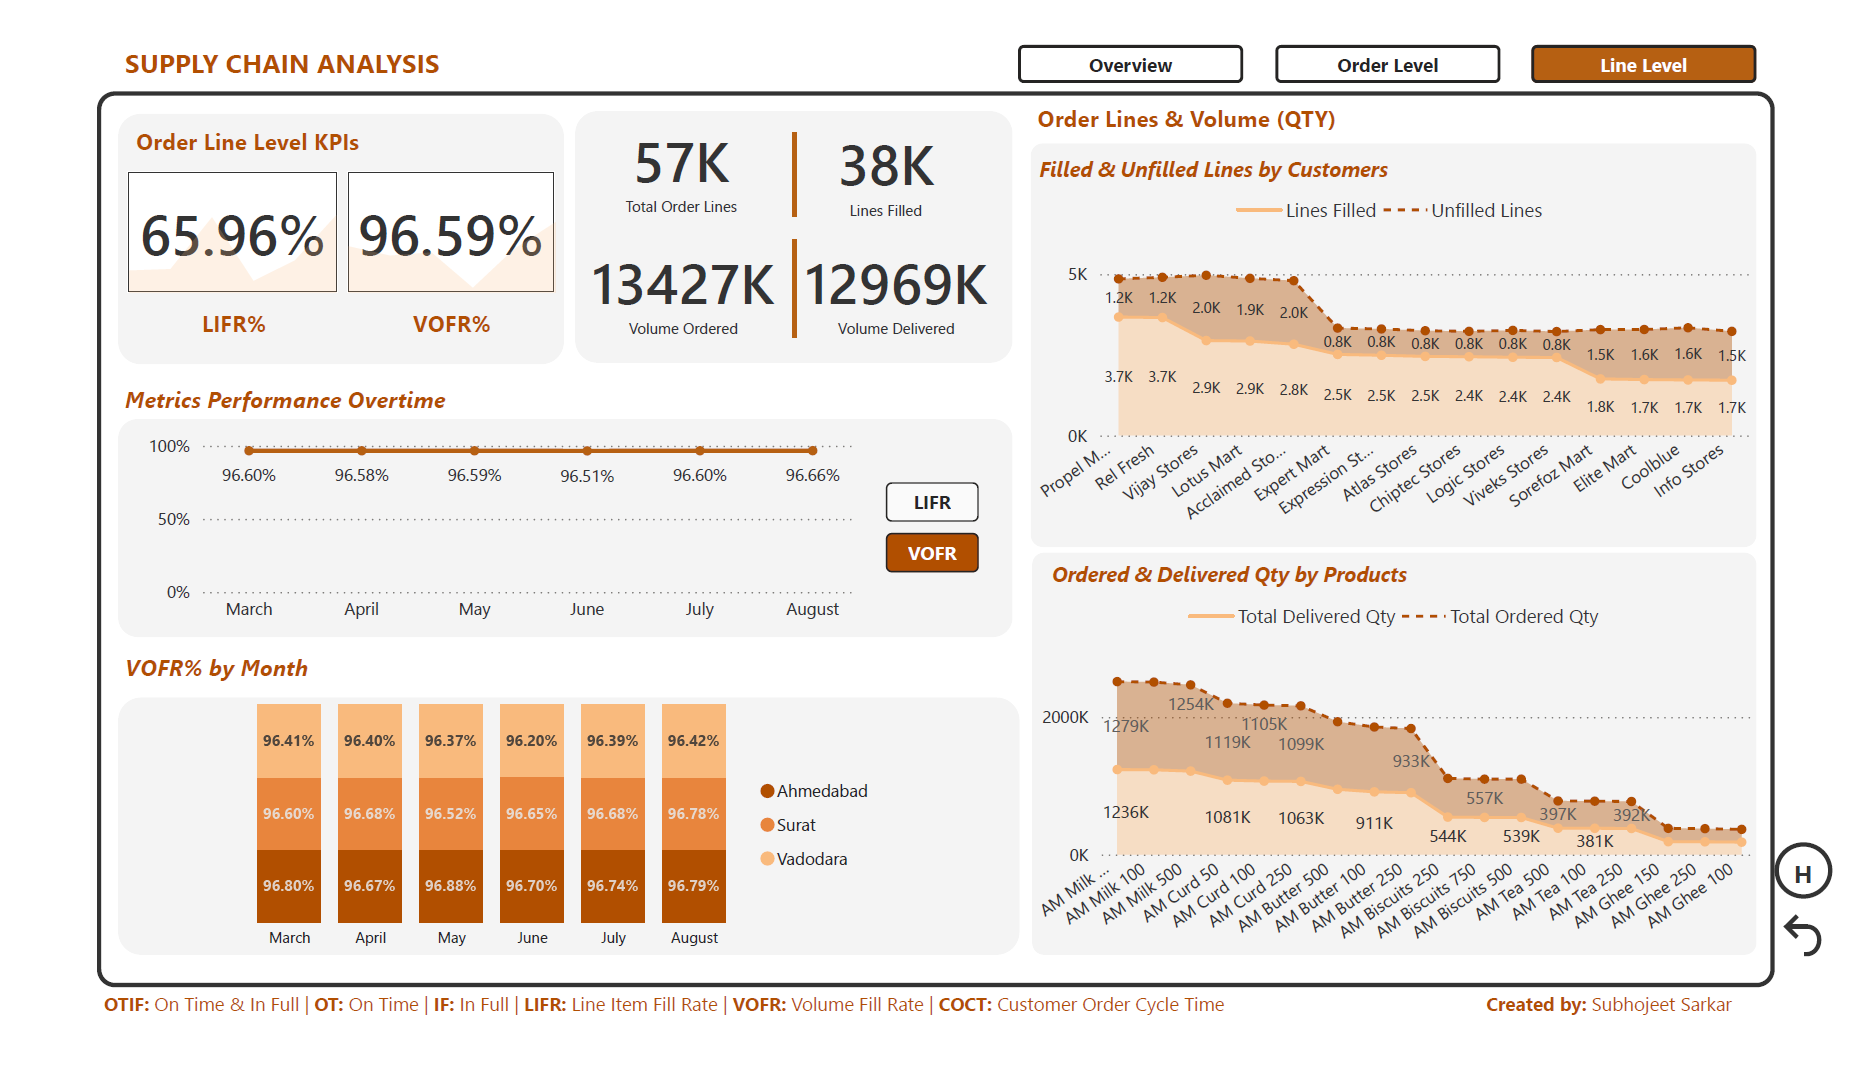 SUPPLY CHAIN ANALYSIS
Overview
Order Level
Line Level
Order Line Level KPIs
65.96%
96.59%
LIFR%
VOFR%
57K
Total Order Lines
38K
Lines Filled
13427K
Volume Ordered
12969K
Volume Delivered
Metrics Performance Overtime
100%
50%
0%
96.60% 96.58% 96.59% 96.51% 96.60% 96.66%
March April May June July August
LIFR
VOFR
VOFR% by Month
96.41% 96.40% 96.37% 96.20% 96.39% 96.42%
96.60% 96.68% 96.52% 96.65% 96.68% 96.78%
96.80% 96.67% 96.88% 96.70% 96.74% 96.79%
March April May June July August
Ahmedabad
Surat
Vadodara
Order Lines & Volume (QTY)
Filled & Unfilled Lines by Customers
Lines Filled Unfilled Lines
5K
0K
1.2K 1.2K 2.0K 1.9K 2.0K 0.8K 0.8K 0.8K 0.8K 0.8K 0.8K 1.5K 1.6K 1.6K 1.5K
3.7K 3.7K 2.9K 2.9K 2.8K 2.5K 2.5K 2.5K 2.4K 2.4K 2.4K 1.8K 1.7K 1.7K 1.7K
Propel M...
Rel Fresh
Vijay Stores
Lotus Mart
Acclaimed Sto...
Expert Mart
Expression St...
Atlas Stores
Chiptec Stores
Logic Stores
Viveks Stores
Sorefoz Mart
Elite Mart
Coolblue
Info Stores
Ordered & Delivered Qty by Products
Total Delivered Qty Total Ordered Qty
2000K
0K
1279K 1254K 1119K 1105K 1099K 933K 557K 397K 392K
1236K 1081K 1063K 911K 544K 539K 381K
AM Milk ...
AM Milk 100
AM Milk 500
AM Curd 50
AM Curd 100
AM Curd 250
AM Butter 500
AM Butter 100
AM Butter 250
AM Biscuits 250
AM Biscuits 750
AM Biscuits 500
AM Tea 500
AM Tea 100
AM Tea 250
AM Ghee 150
AM Ghee 250
AM Ghee 100
H
OTIF: On Time & In Full | OT: On Time | IF: In Full | LIFR: Line Item Fill Rate | VOFR: Volume Fill Rate | COCT: Customer Order Cycle Time
Created by: Subhojeet Sarkar